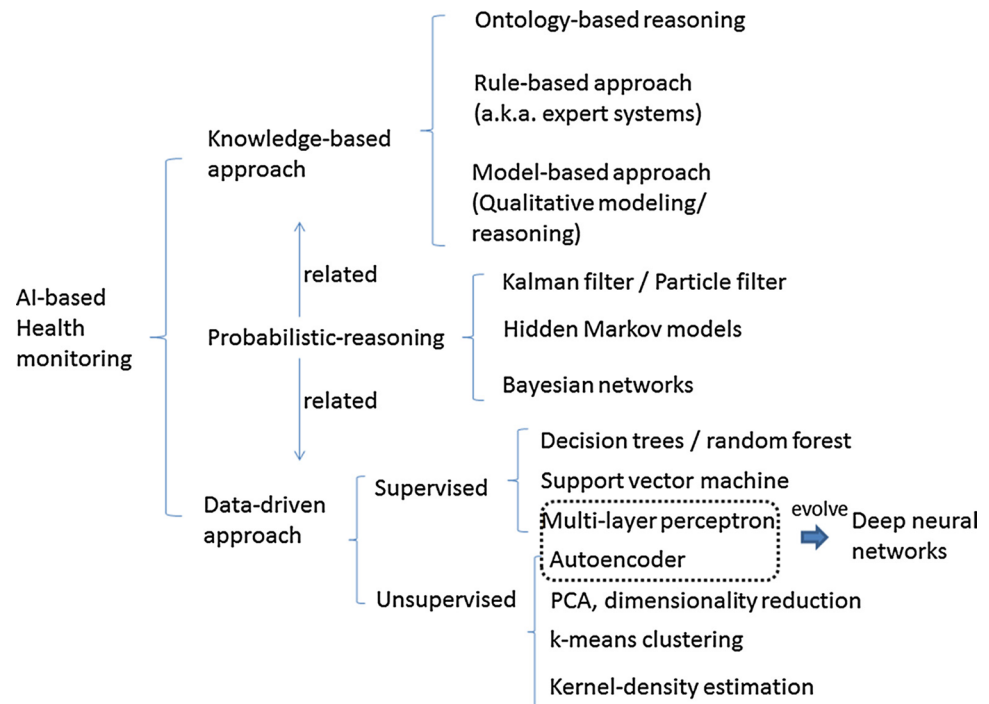 Ontology-based reasoning
Rule-based approach
(a.k.a. expert systems)
Knowledge-based
approach
Model-based approach
(Qualitative modeling/
reasoning)
related
AI-based
Health
monitoring
Probabilistic-reasoning
Kalman filter / Particle filter
Hidden Markov models
Bayesian networks
related
Data-driven
approach
Supervised
Decision trees / random forest
Support vector machine
Multi-layer perceptron
evolve
Deep neural
networks
Unsupervised
Autoencoder
PCA, dimensionality reduction
k-means clustering
Kernel-density estimation